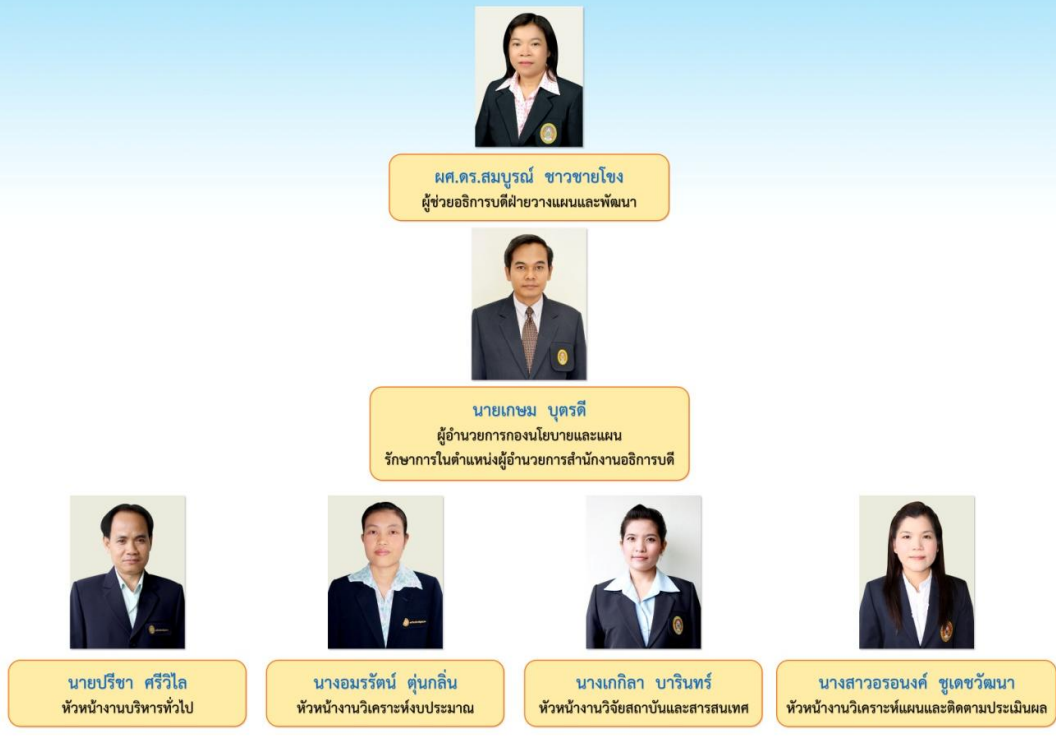 ผศ.ดร.สมบูรณ์ ชาวชายโขง
ผู้ช่วยอธิการบดีฝ่ายวางแผนและพัฒนา
นายเกษม บุตรดี
ผู้อำนวยการกองนโยบายและแผน
รักษาการในตำแหน่งผู้อำนวยการสำนักงานอธิการบดี
นายปรีชา ศรีวิไล
หัวหน้างานบริหารทั่วไป
นางอมรรัตน์ ตุ่นกลิ่น
หัวหน้างานวิเคราะห์งบประมาณ
นางเกกิลา บารินทร์
หัวหน้างานวิจัยสถาบันและสารสนเทศ
นางสาวอรอนงค์ ชูเดชวัฒนา
หัวหน้างานวิเคราะห์แผนและติดตามประเมินผล